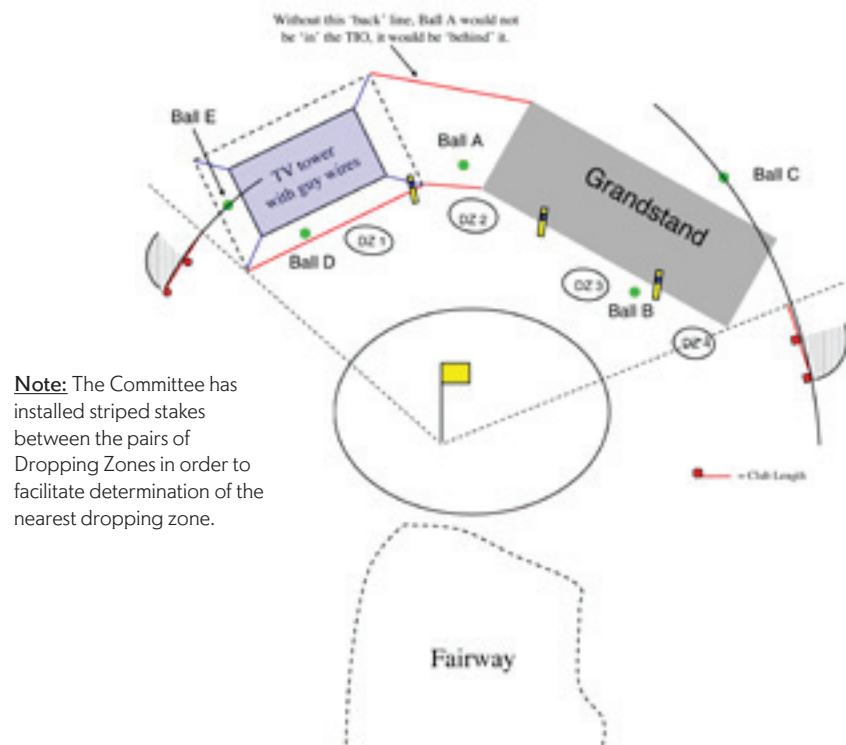 Without this 'back' line, Ball A would not
be 'in' the TIO, it would be 'behind' it.
Ball E
TV tower
with guy wires
Ball A
Grandstand
Ball C
DZ 1
DZ 2
Ball D
DZ 3
Ball B
DZ 4
Note: The Committee has
installed striped stakes
between the pairs of
Dropping Zones in order to
facilitate determination of the
nearest dropping zone.
= Club Length
Fairway